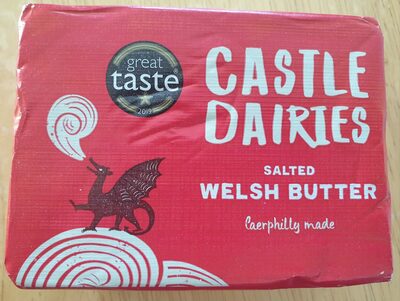 great
taste
CASTLE
DAIRIES
SALTED
WELSH BUTTER
Caerphilly made